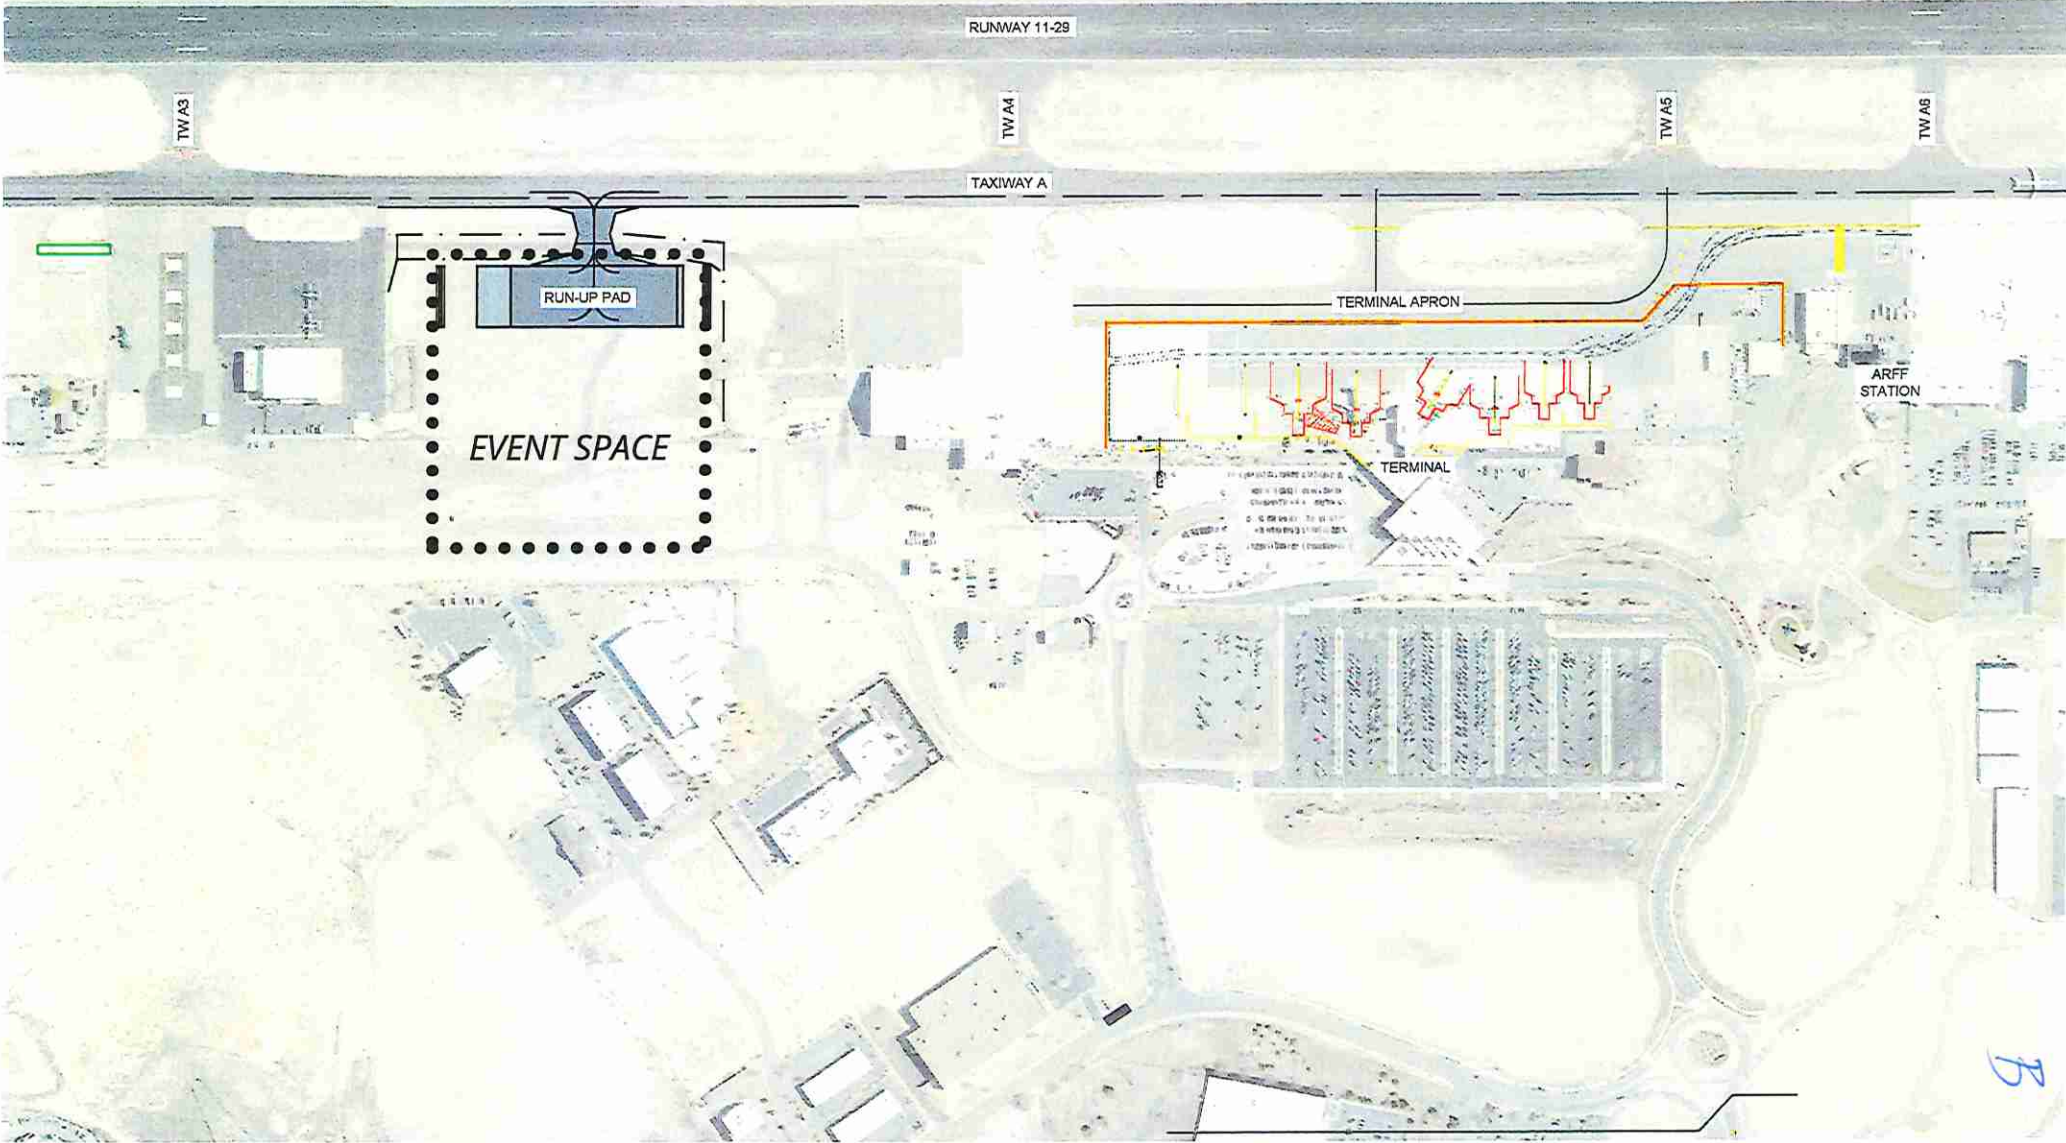 RUNWAY 11-29
TW A3
TW A4
TW A5
TW A6
TAXIWAY A
RUN-UP PAD
TERMINAL APRON
ARFF
STATION
EVENT SPACE
TERMINAL
B